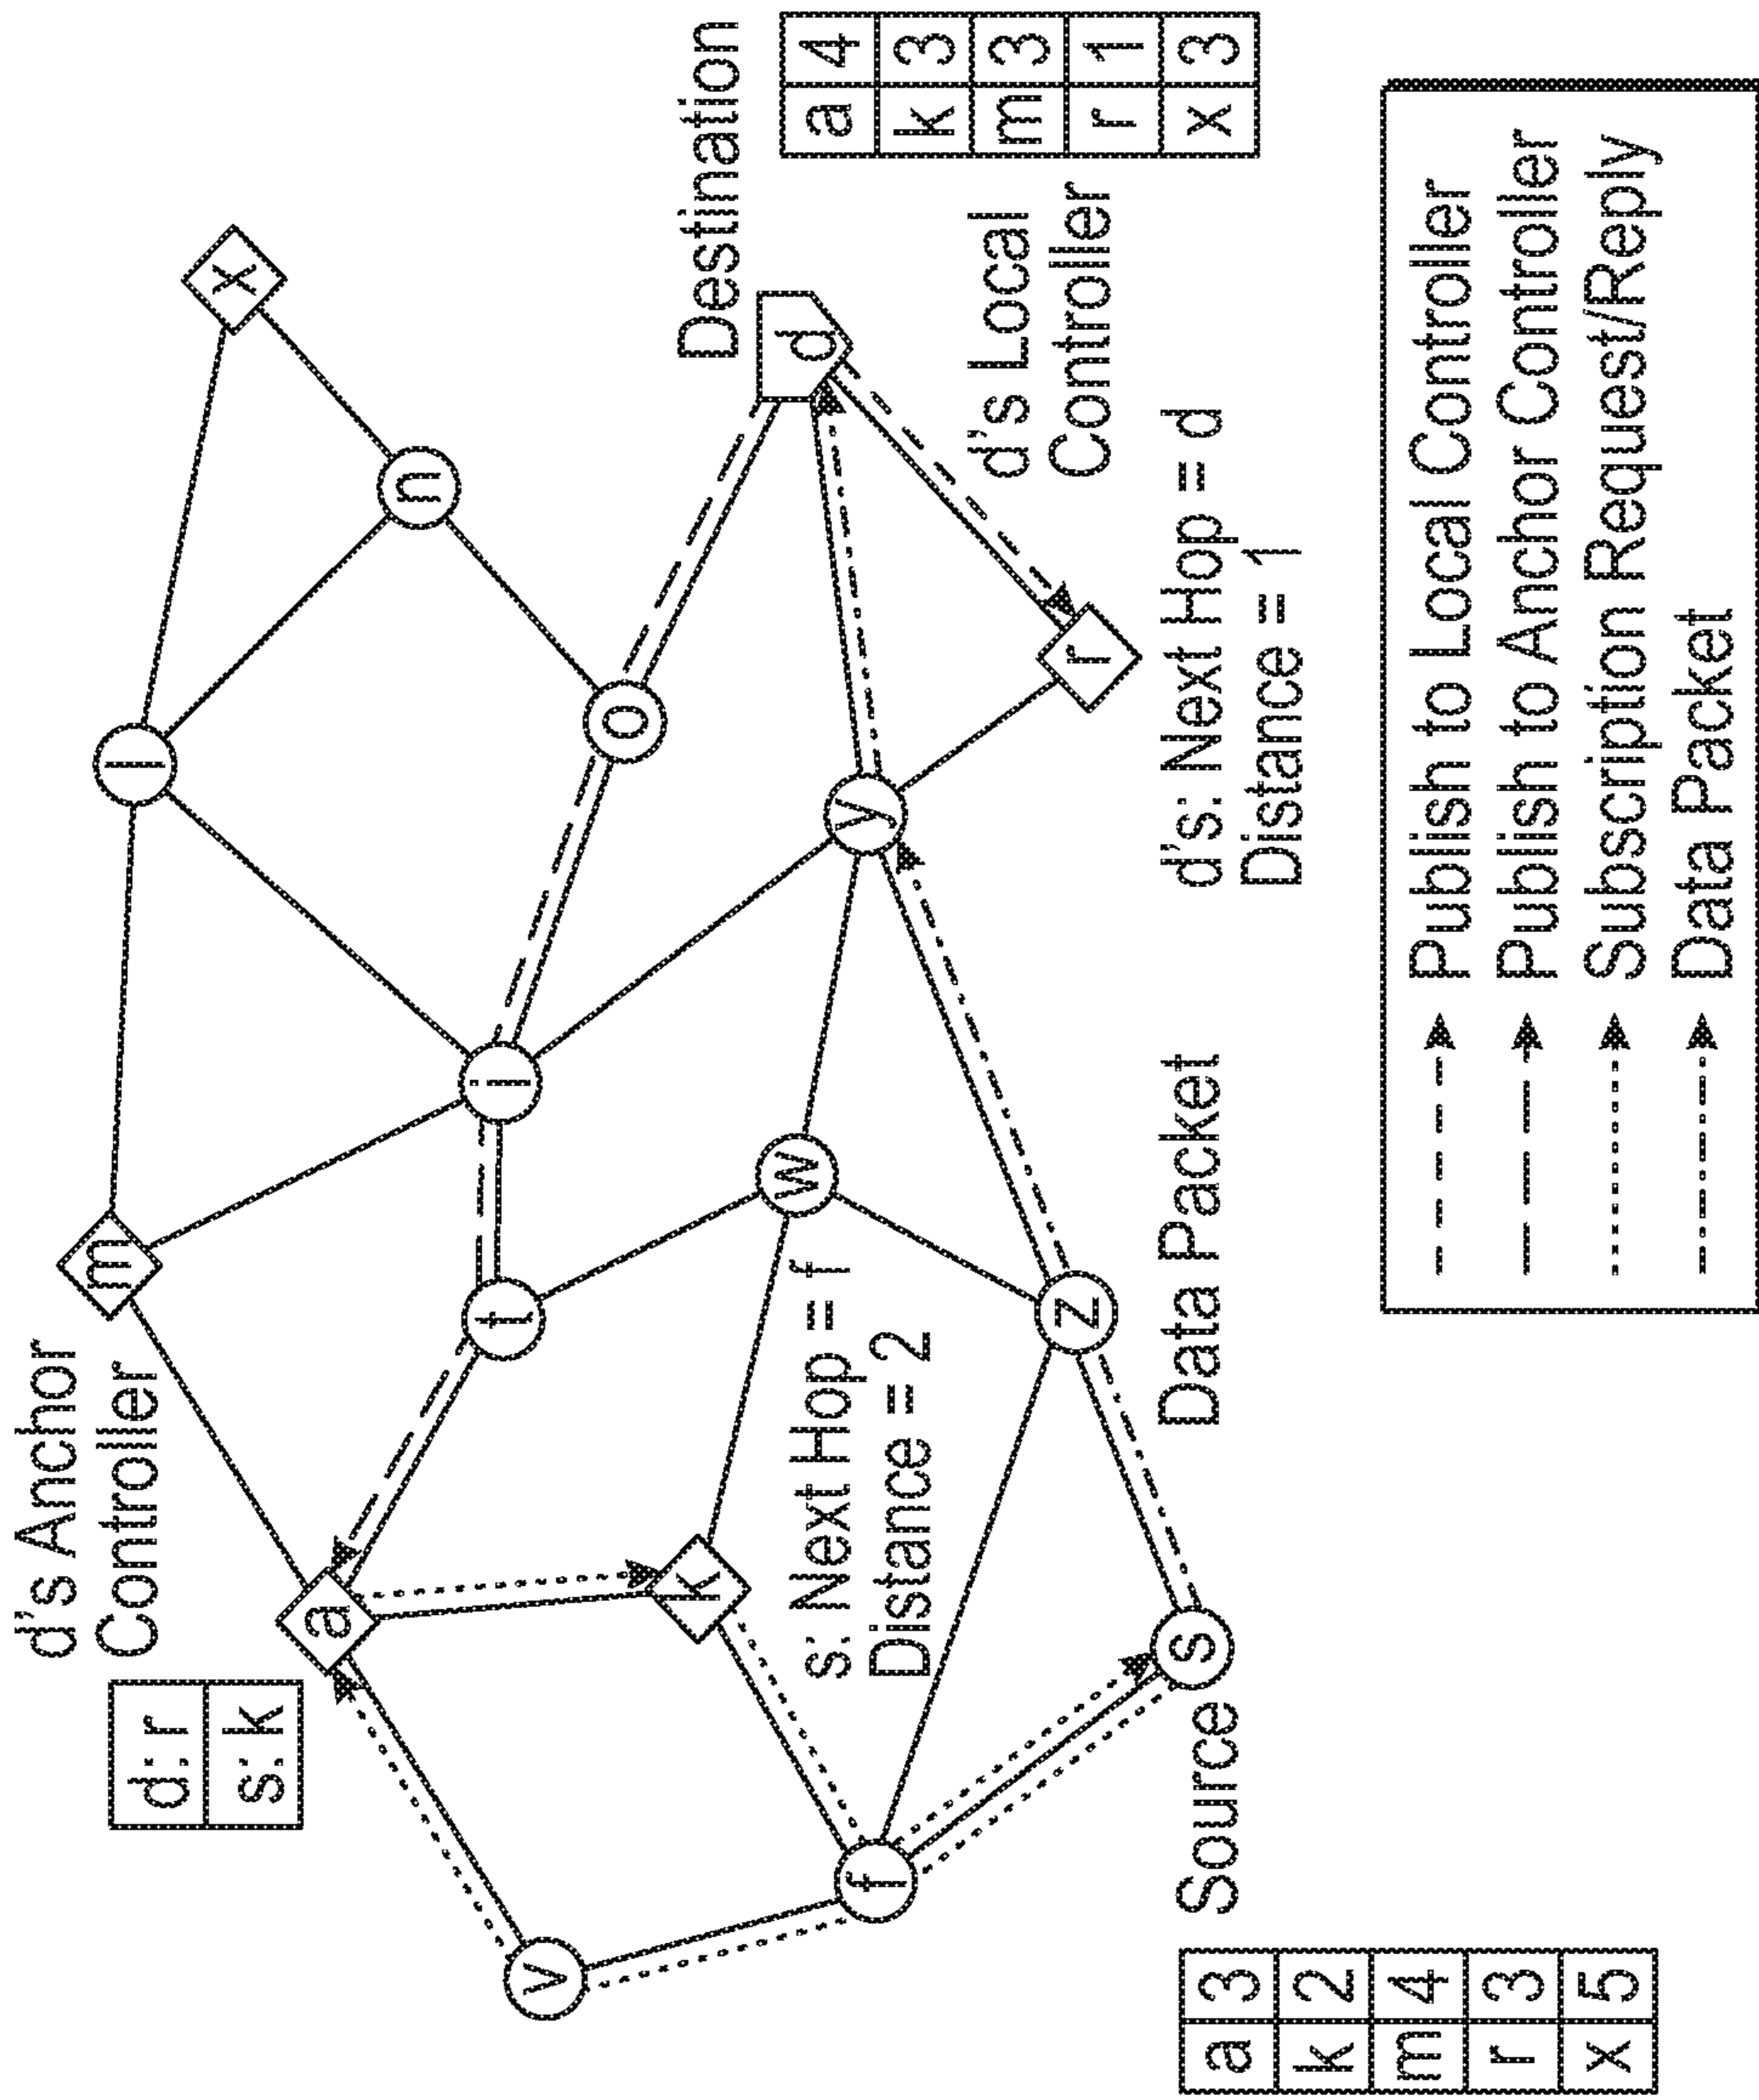 d's Anchor
Controller
m
l
d:r
s:k
x
a
n
t
i
v
o
k
Destination
d
w
y
f
s: Next Hop = f
Distance = 2
a 4
k 3
m 3
r 1
x 3
d's Local
Controller
z
r
s
Source
Data Packet
d's: Next Hop = d
Distance = 1
a 3
k 2
m 4
r 3
x 5
Publish to Local Controller
Publish to Anchor Controller
Subscription Request/Reply
Data Packet